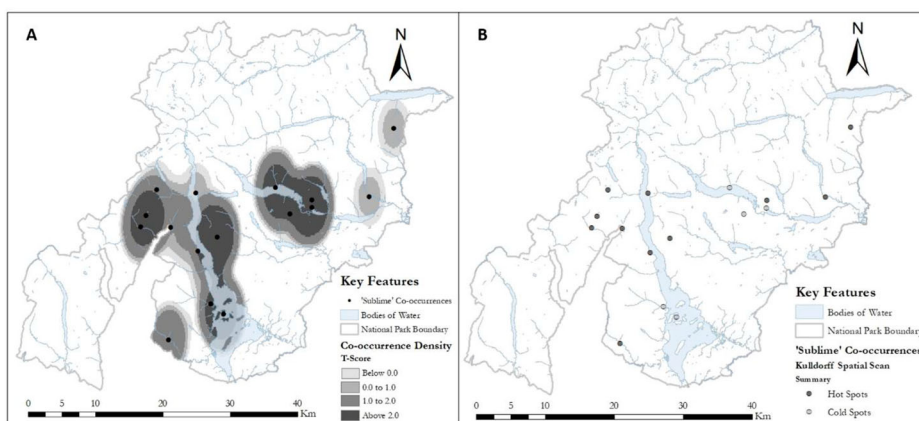 A
N
Key Features
'Sublime' Co-occurrences
Bodies of Water
National Park Boundary
Co-occurrence Density
T-Score
Below 0.0
0.0 to 1.0
1.0 to 2.0
Above 2.0
0 5 10 20 30 40
Km
B
N
Key Features
Bodies of Water
National Park Boundary
'Sublime' Co-occurrences
Kulldorff Spatial Scan
Summary
Hot Spots
Cold Spots
0 5 10 20 30 40
Km